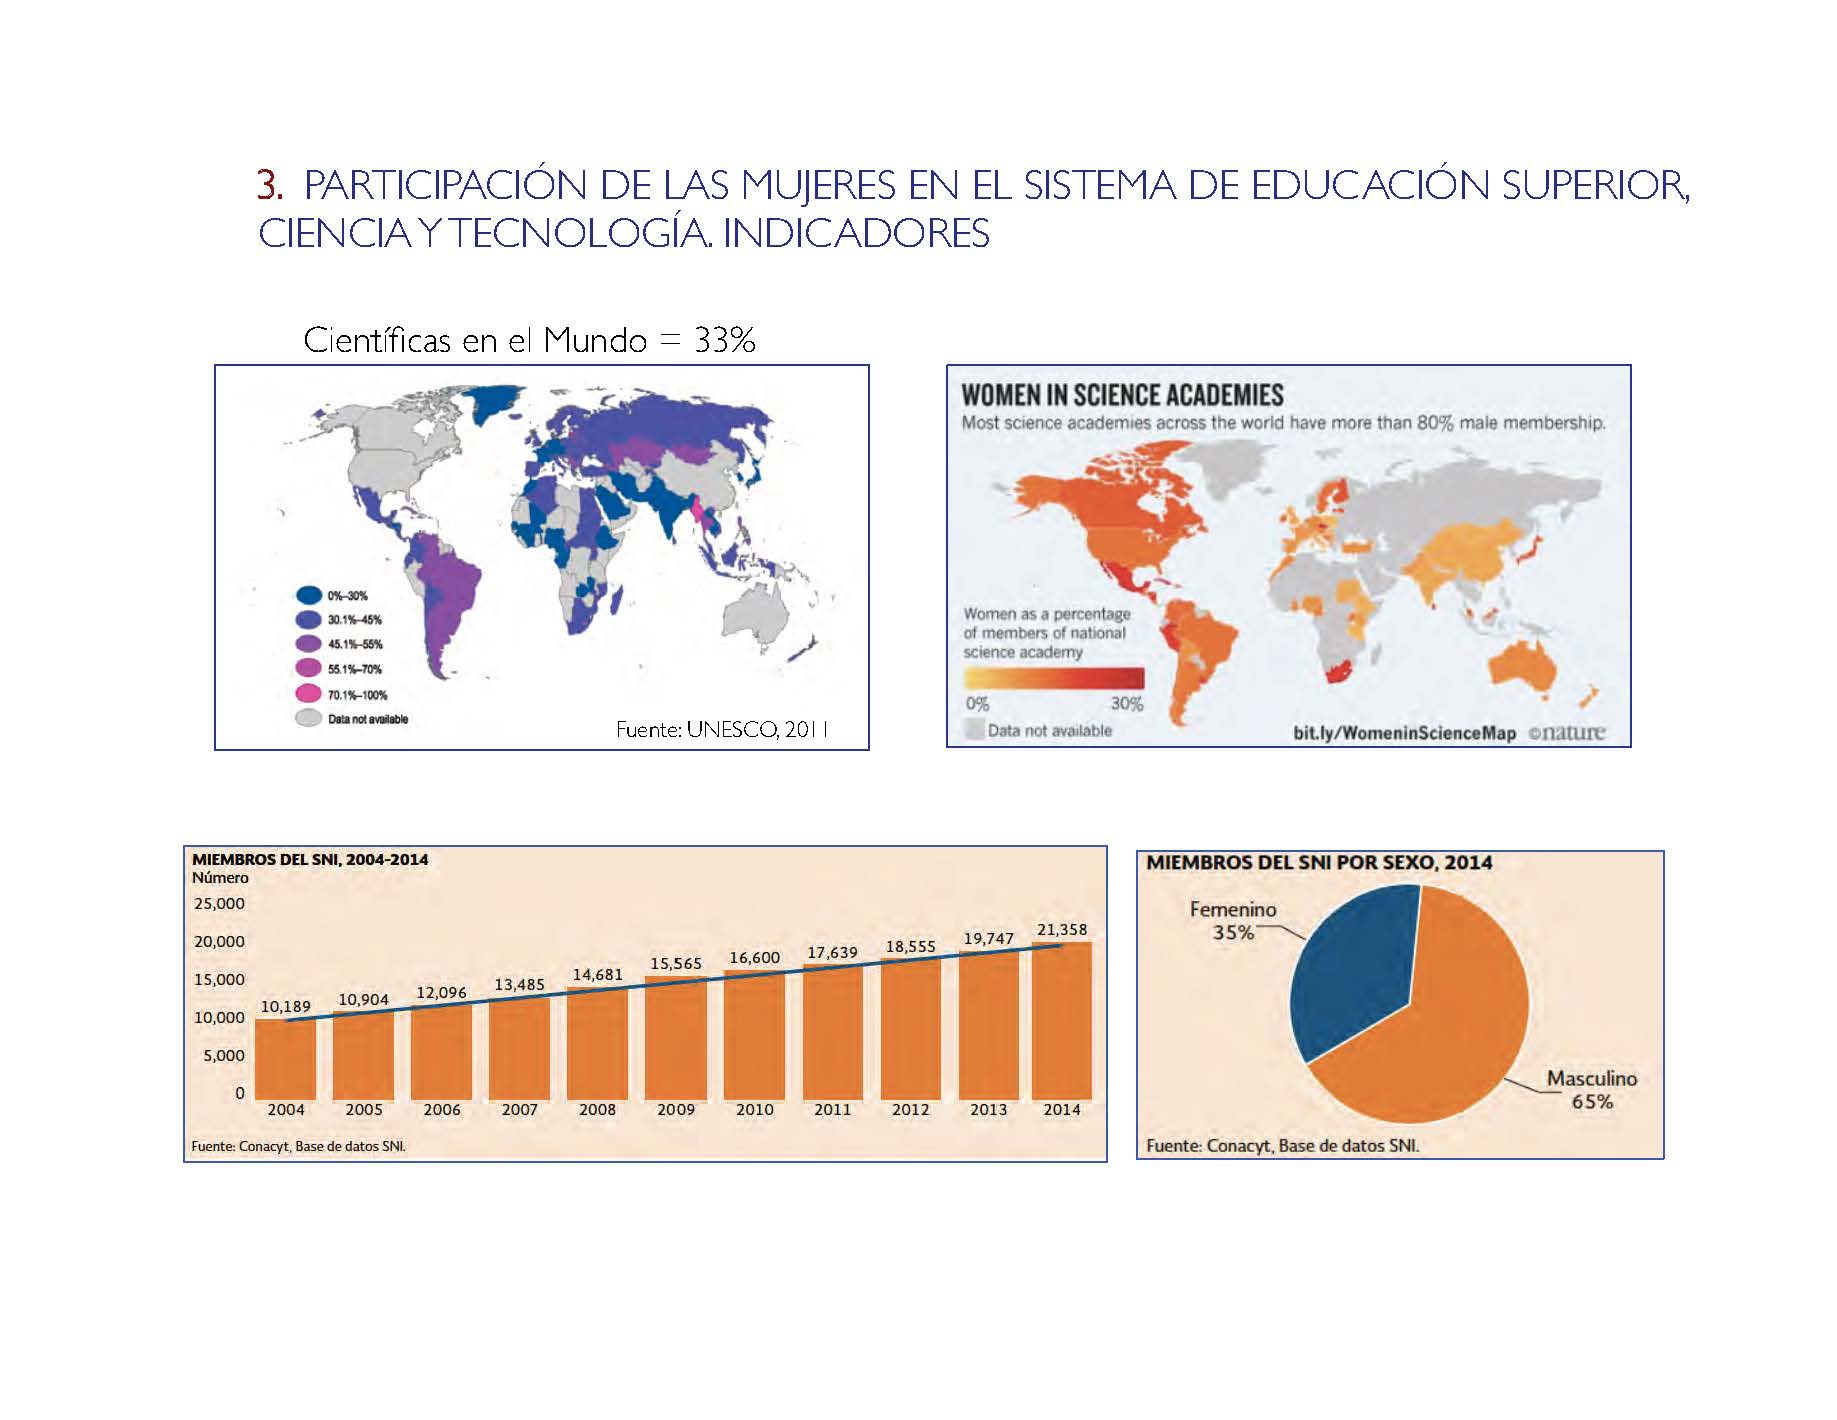 3. PARTICIPACIÓN DE LAS MUJERES EN EL SISTEMA DE EDUCACIÓN SUPERIOR,
CIENCIA Y TECNOLOGÍA. INDICADORES
Científicas en el Mundo = 33%
0%–30%
30.1%–45%
45.1%–55%
55.1%–70%
70.1%–100%
Data not available
Fuente: UNESCO, 2011
WOMEN IN SCIENCE ACADEMIES
Most science academies across the world have more than 80% male membership.
Women as a percentage
of members of national
science academy
0% 30%
Data not available
bit.ly/WomeninScienceMap ©nature
MIEMBROS DEL SNI, 2004-2014
Número
25,000
20,000
15,000
10,000
5,000
0
10,189 10,904 12,096 13,485 14,681 15,565 16,600 17,639 18,555 19,747 21,358
2004 2005 2006 2007 2008 2009 2010 2011 2012 2013 2014
Fuente: Conacyt, Base de datos SNI.
MIEMBROS DEL SNI POR SEXO, 2014
Femenino
35%
Masculino
65%
Fuente: Conacyt, Base de datos SNI.